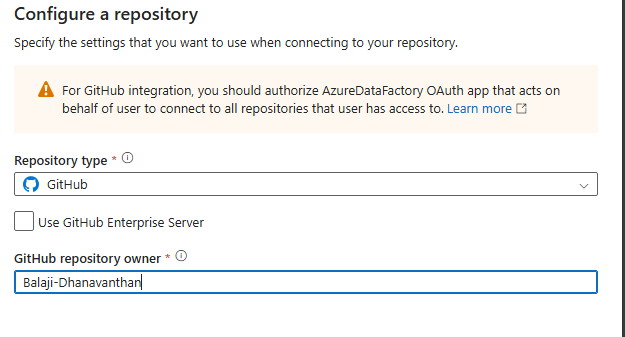 Configure a repository
Specify the settings that you want to use when connecting to your repository.
For GitHub integration, you should authorize AzureDataFactory OAuth app that acts on
behalf of user to connect to all repositories that user has access to. Learn more
Repository type *
GitHub
Use GitHub Enterprise Server
GitHub repository owner *
Balaji-Dhanavanthan